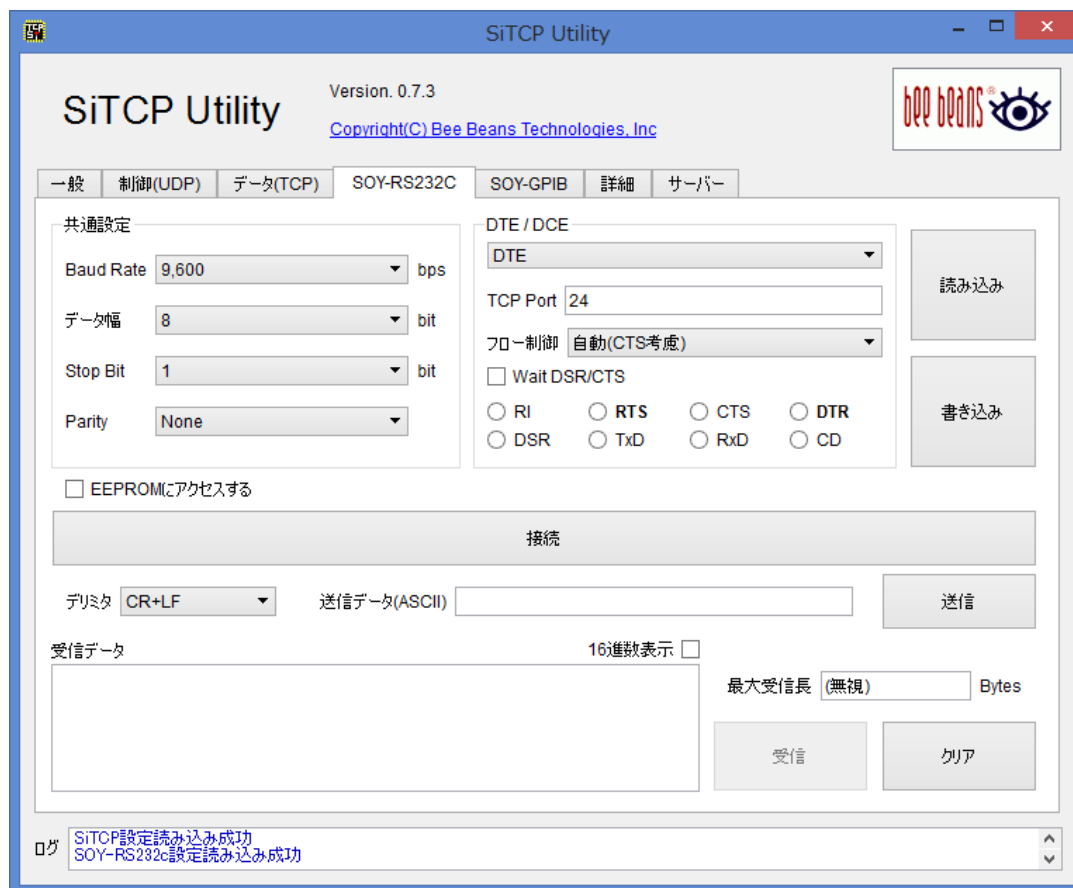 SiTCP Utility
SiTCP Utility
Version. 0.7.3
Copyright(C) Bee Beans Technologies, Inc
bee beans®
一般 制御(UDP) データ(TCP) SOY-RS232C SOY-GPIB 詳細 サーバー
共通設定
Baud Rate 9,600 bps
データ幅 8 bit
Stop Bit 1 bit
Parity None
DTE / DCE
DTE
TCP Port 24
フロー制御 自動(CTS考慮)
Wait DSR/CTS
RI RTS CTS DTR
DSR TxD RxD CD
読み込み
書き込み
EEPROMにアクセスする
接続
デリミタ CR+LF 送信データ(ASCII) 送信
受信データ 16進数表示
最大受信長 (無視) Bytes
受信 クリア
ログ
SiTCP設定読み込み成功
SOY-RS232c設定読み込み成功